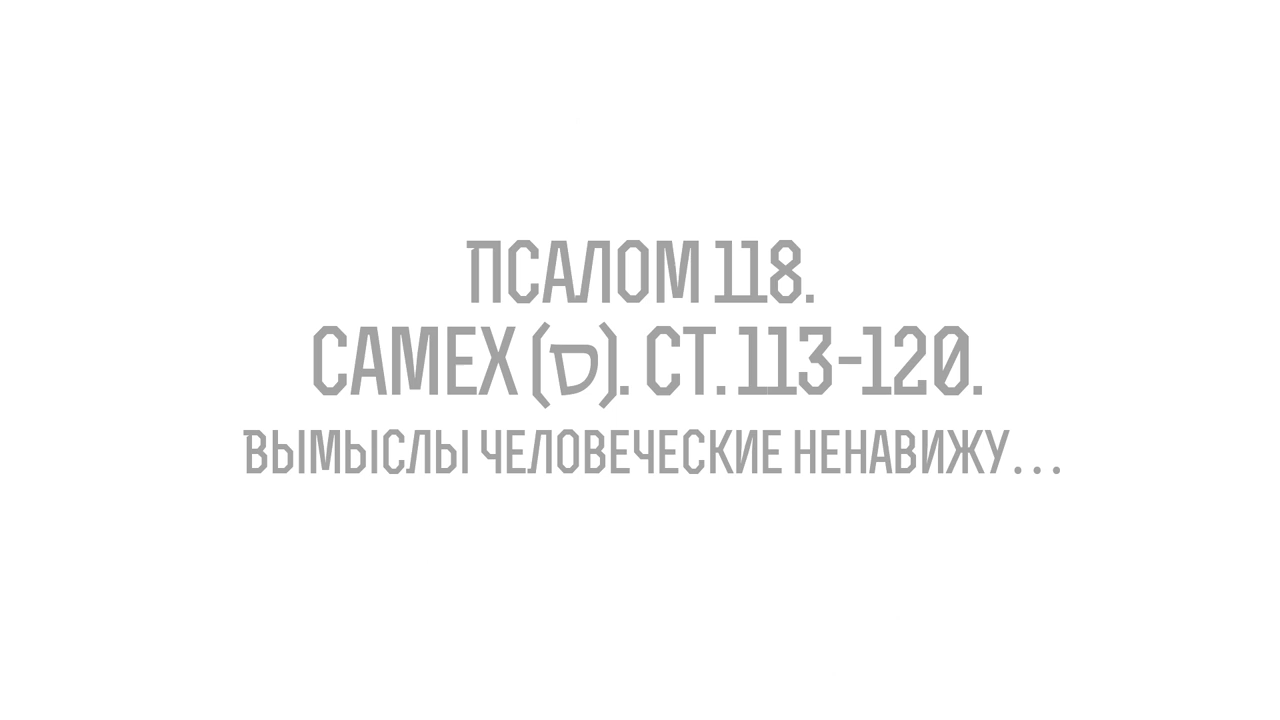 ПСАЛОМ 118.
САМЕХ (ס). СТ. 113-120.
ВЫМЫСЛЫ ЧЕЛОВЕЧЕСКИЕ НЕНАВИЖУ...